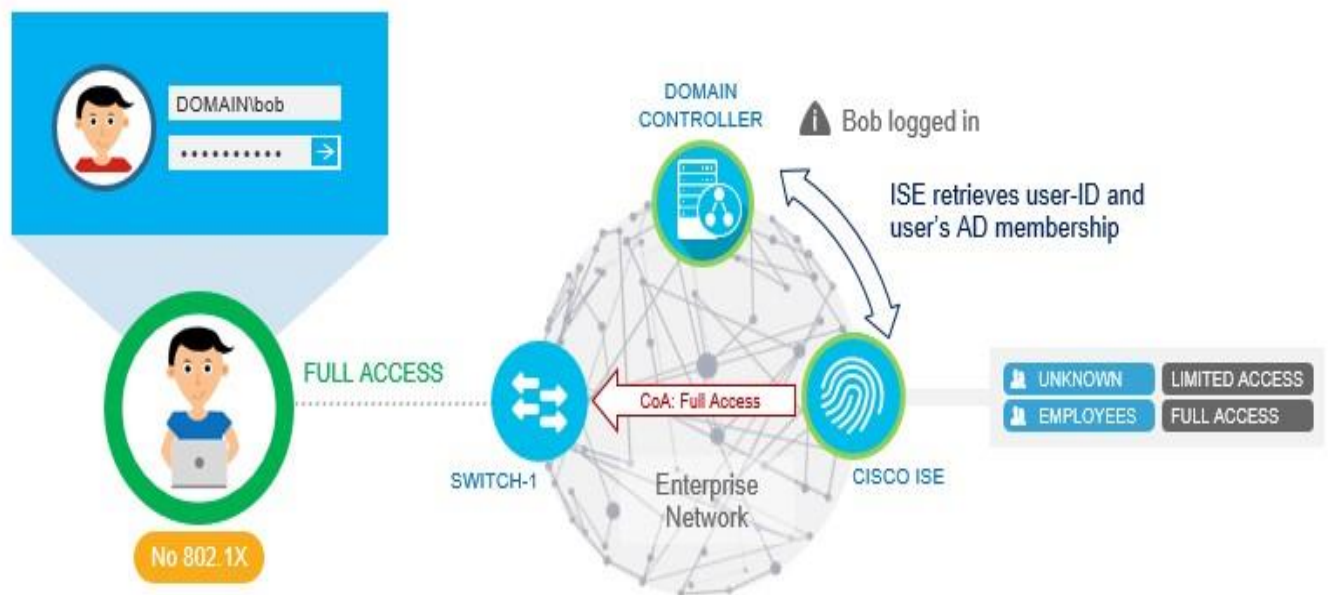 DOMAIN\bob
••••••••••
DOMAIN
CONTROLLER
i Bob logged in
ISE retrieves user-ID and
user's AD membership
FULL ACCESS
CoA: Full Access
UNKNOWN LIMITED ACCESS
EMPLOYEES FULL ACCESS
SWITCH-1
Enterprise
Network
CISCO ISE
No 802.1X